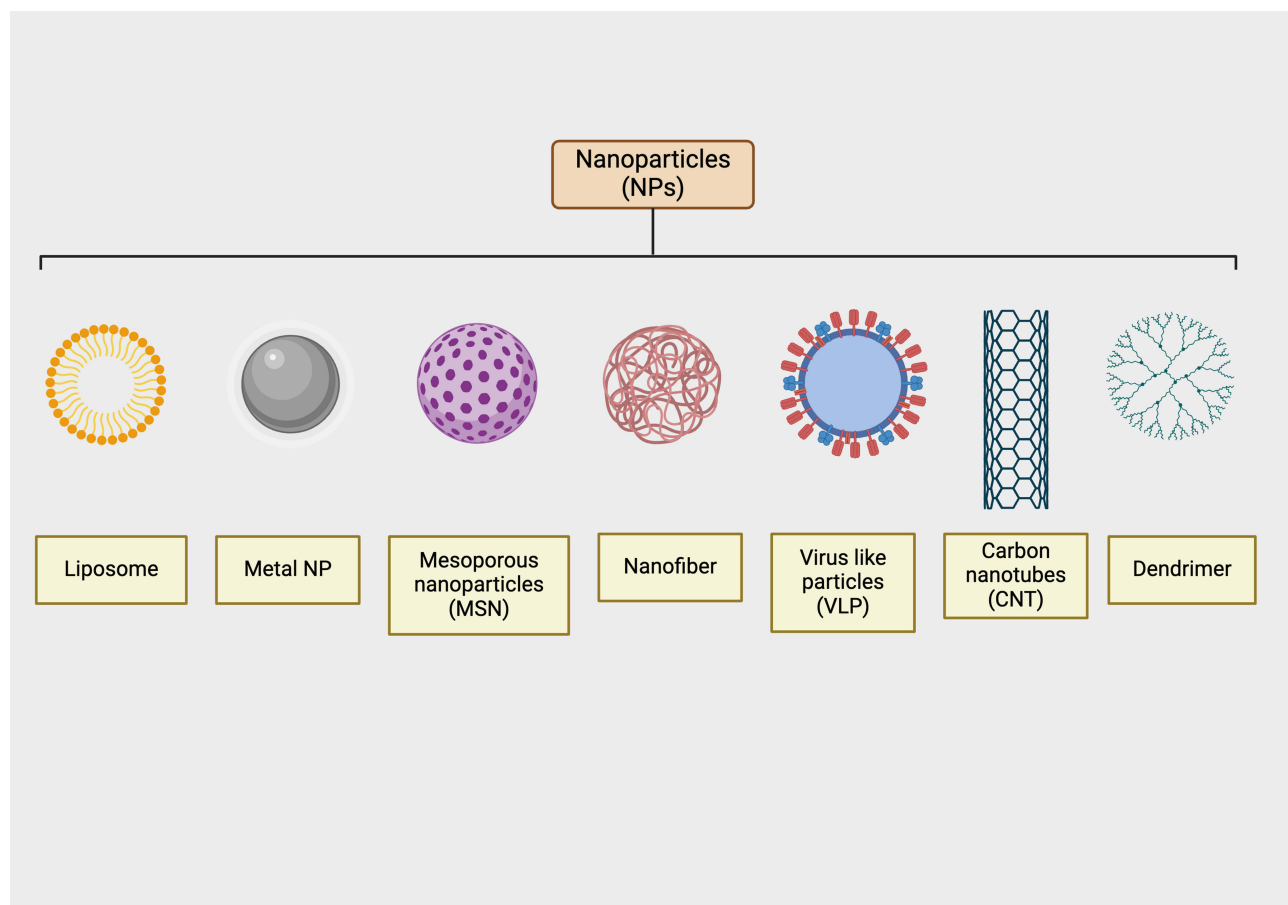 Nanoparticles
(NPs)
Liposome
Metal NP
Mesoporous
nanoparticles
(MSN)
Nanofiber
Virus like
particles
(VLP)
Carbon
nanotubes
(CNT)
Dendrimer